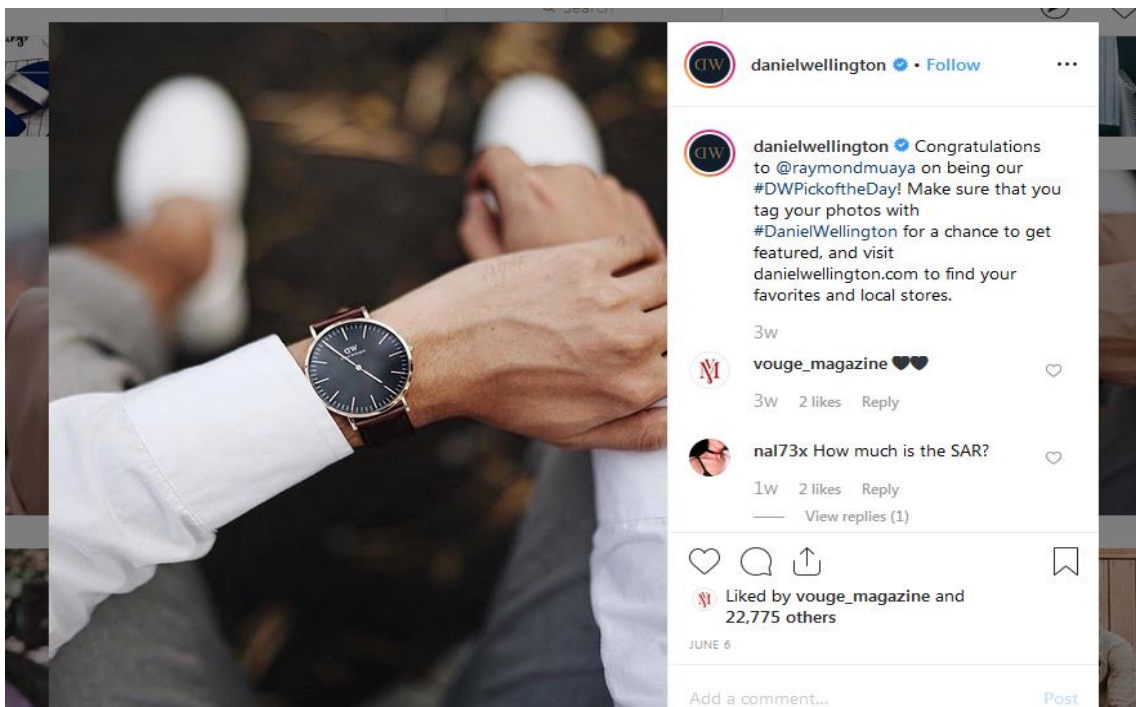 Search
danielwellington • Follow
danielwellington Congratulations
to @raymondmuaya on being our
#DWPickoftheDay! Make sure that you
tag your photos with
#DanielWellington for a chance to get
featured, and visit
danielwellington.com to find your
favorites and local stores.
3w
vouge_magazine 🖤🖤
3w 2 likes Reply
nal73x How much is the SAR?
1w 2 likes Reply
View replies (1)
Liked by vouge_magazine and
22,775 others
JUNE 6
Add a comment... Post
DW